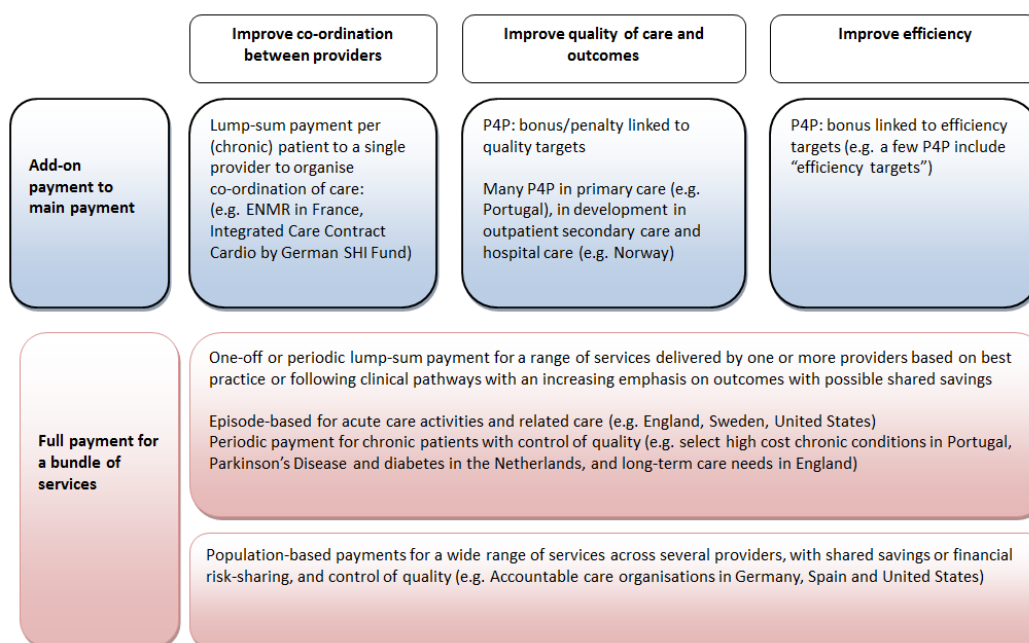 Improve co-ordination
between providers
Improve quality of care and
outcomes
Improve efficiency
Add-on
payment to
main payment
Lump-sum payment per
(chronic) patient to a single
provider to organise
co-ordination of care:
(e.g. ENMR in France,
Integrated Care Contract
Cardio by German SHI Fund)
P4P: bonus/penalty linked to
quality targets
Many P4P in primary care (e.g.
Portugal), in development in
outpatient secondary care and
hospital care (e.g. Norway)
P4P: bonus linked to efficiency
targets (e.g. a few P4P include
“efficiency targets”)
Full payment for
a bundle of
services
One-off or periodic lump-sum payment for a range of services delivered by one or more providers based on best
practice or following clinical pathways with an increasing emphasis on outcomes with possible shared savings
Episode-based for acute care activities and related care (e.g. England, Sweden, United States)
Periodic payment for chronic patients with control of quality (e.g. select high cost chronic conditions in Portugal,
Parkinson’s Disease and diabetes in the Netherlands, and long-term care needs in England)
Population-based payments for a wide range of services across several providers, with shared savings or financial
risk-sharing, and control of quality (e.g. Accountable care organisations in Germany, Spain and United States)